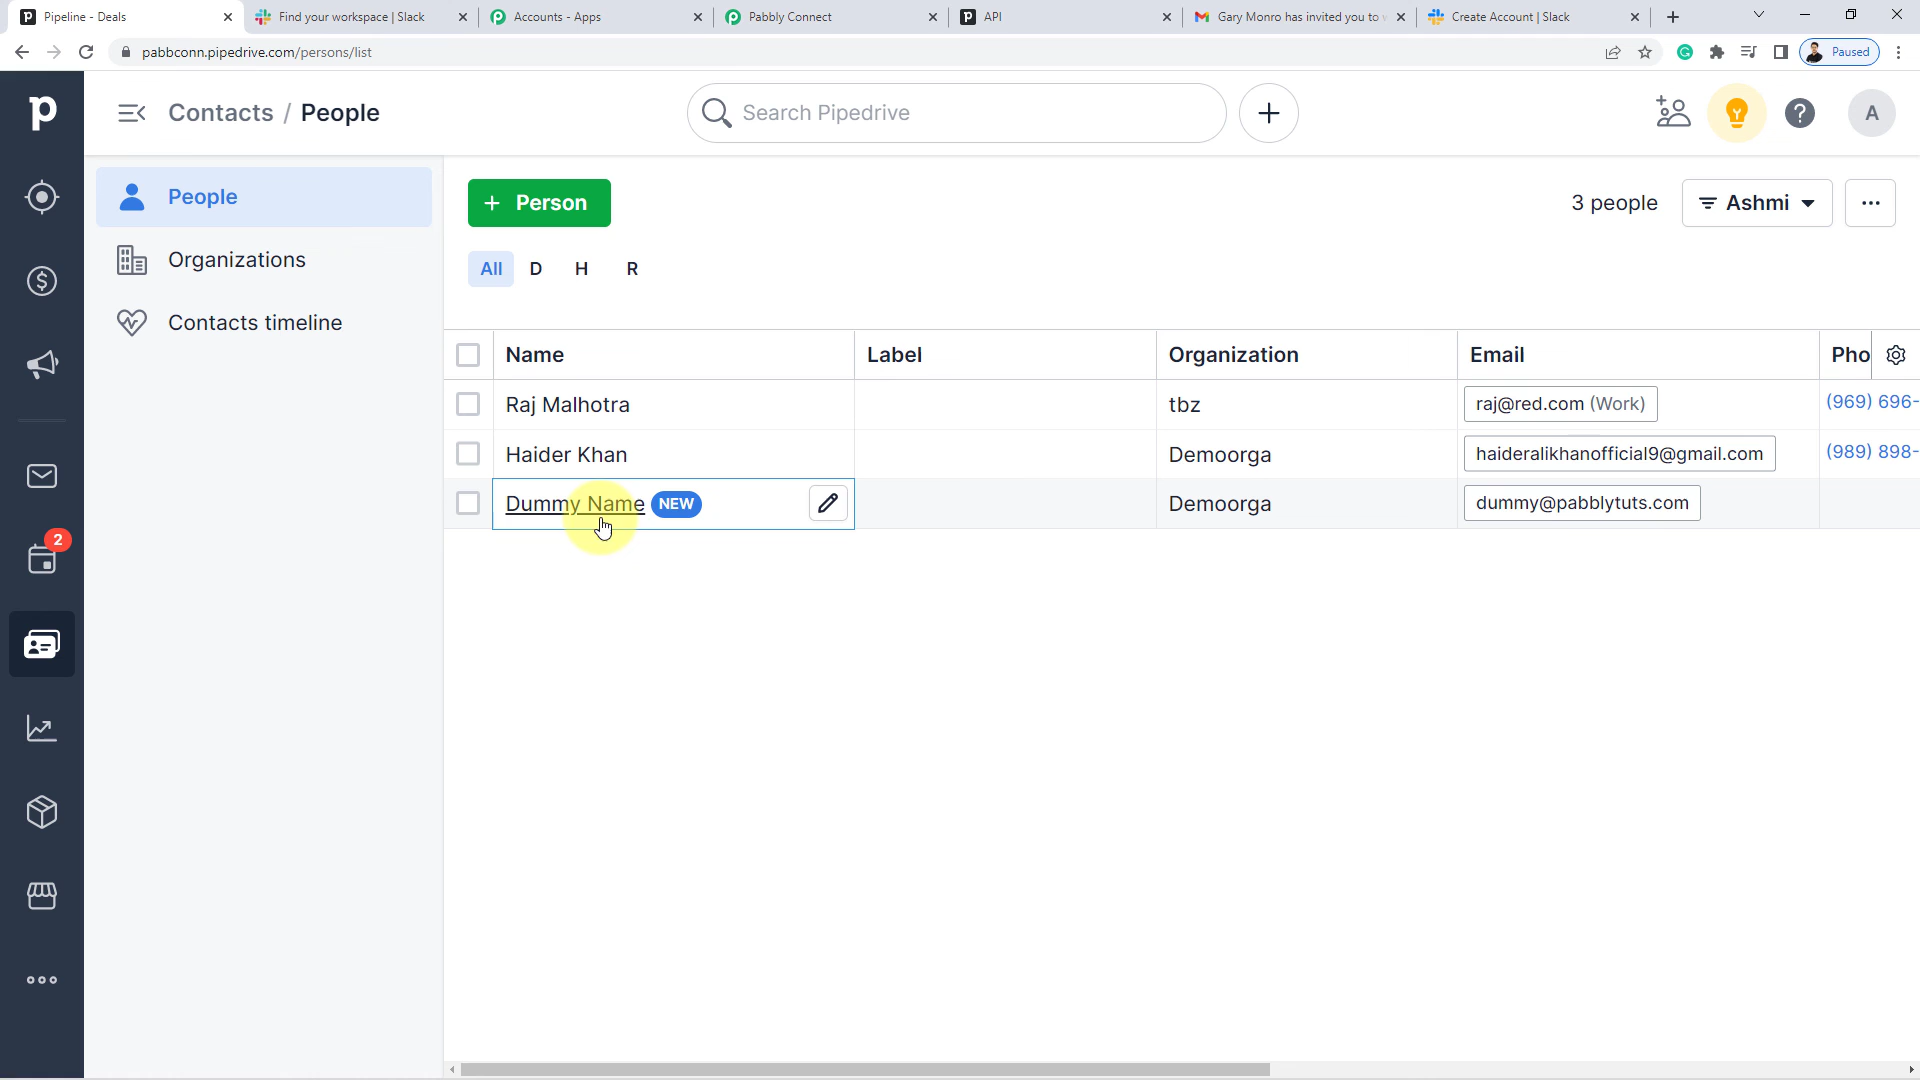 Pipeline - Deals
Find your workspace | Slack
Accounts - Apps
Pabbly Connect
API
Gary Monro has invited you to
Create Account | Slack
pabbconn.pipedrive.com/persons/list
Paused
Contacts / People
Search Pipedrive
A
People
Organizations
Contacts timeline
2
+ Person
3 people
Ashmi
All D H R
Name Label Organization Email Pho
Raj Malhotra tbz raj@red.com (Work) (969) 696-
Haider Khan Demoorga haideralikhanofficial9@gmail.com (989) 898-
Dummy Name NEW Demoorga dummy@pabblytuts.com